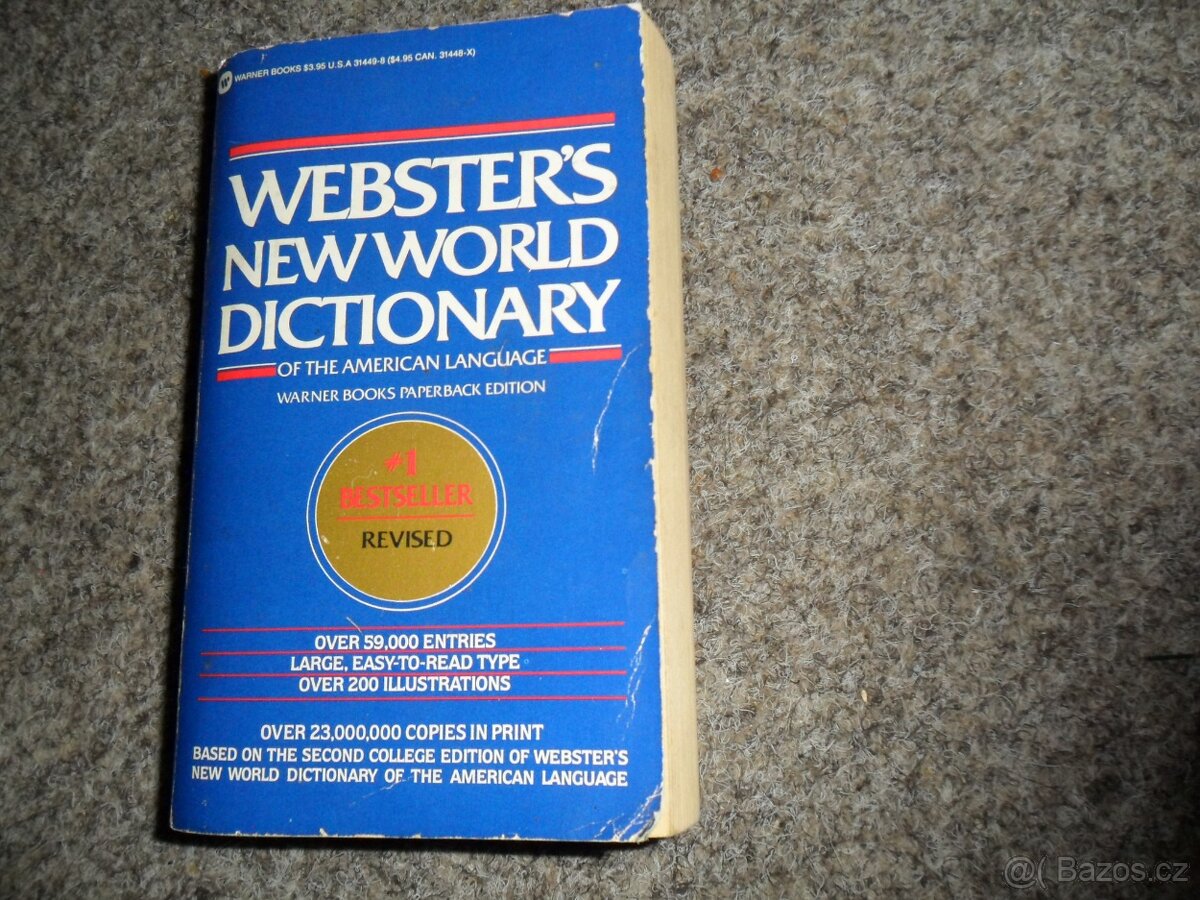 W WARNER BOOKS $3.95 U.S.A 31449-8 ($4.95 CAN. 31448-X)
WEBSTER'S
NEW WORLD
DICTIONARY
OF THE AMERICAN LANGUAGE
WARNER BOOKS PAPERBACK EDITION
#1
BESTSELLER
REVISED
OVER 59,000 ENTRIES
LARGE, EASY-TO-READ TYPE
OVER 200 ILLUSTRATIONS
OVER 23,000,000 COPIES IN PRINT
BASED ON THE SECOND COLLEGE EDITION OF WEBSTER'S
NEW WORLD DICTIONARY OF THE AMERICAN LANGUAGE
@( Bazos.cz